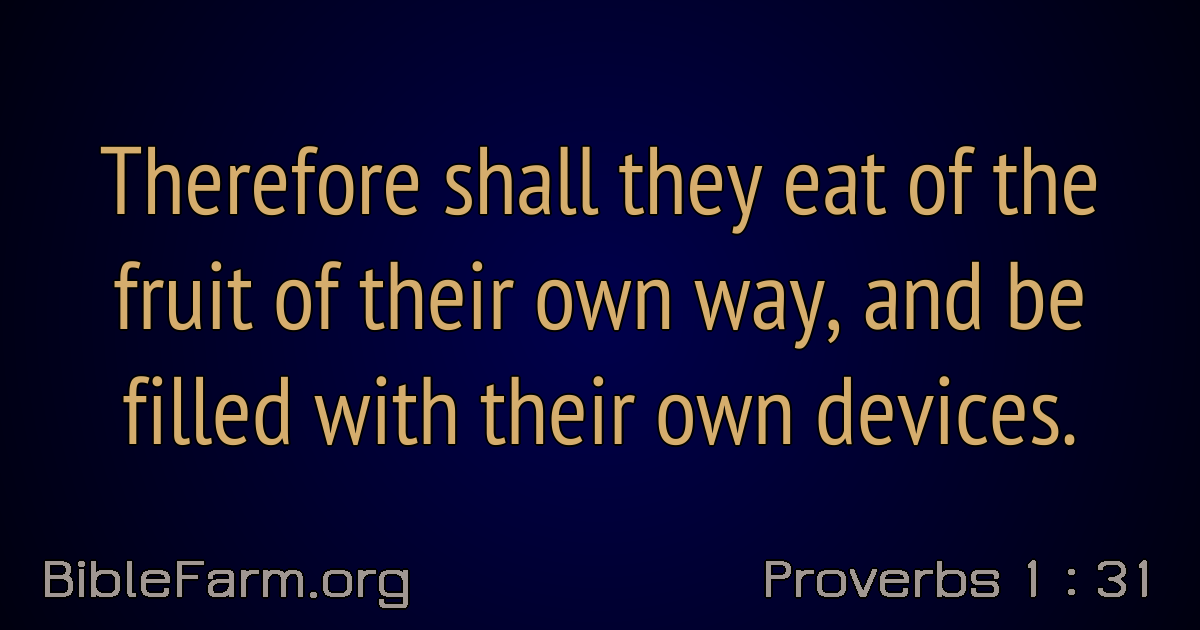 Therefore shall they eat of the
fruit of their own way, and be
filled with their own devices.
BibleFarm.org
Proverbs 1 : 31